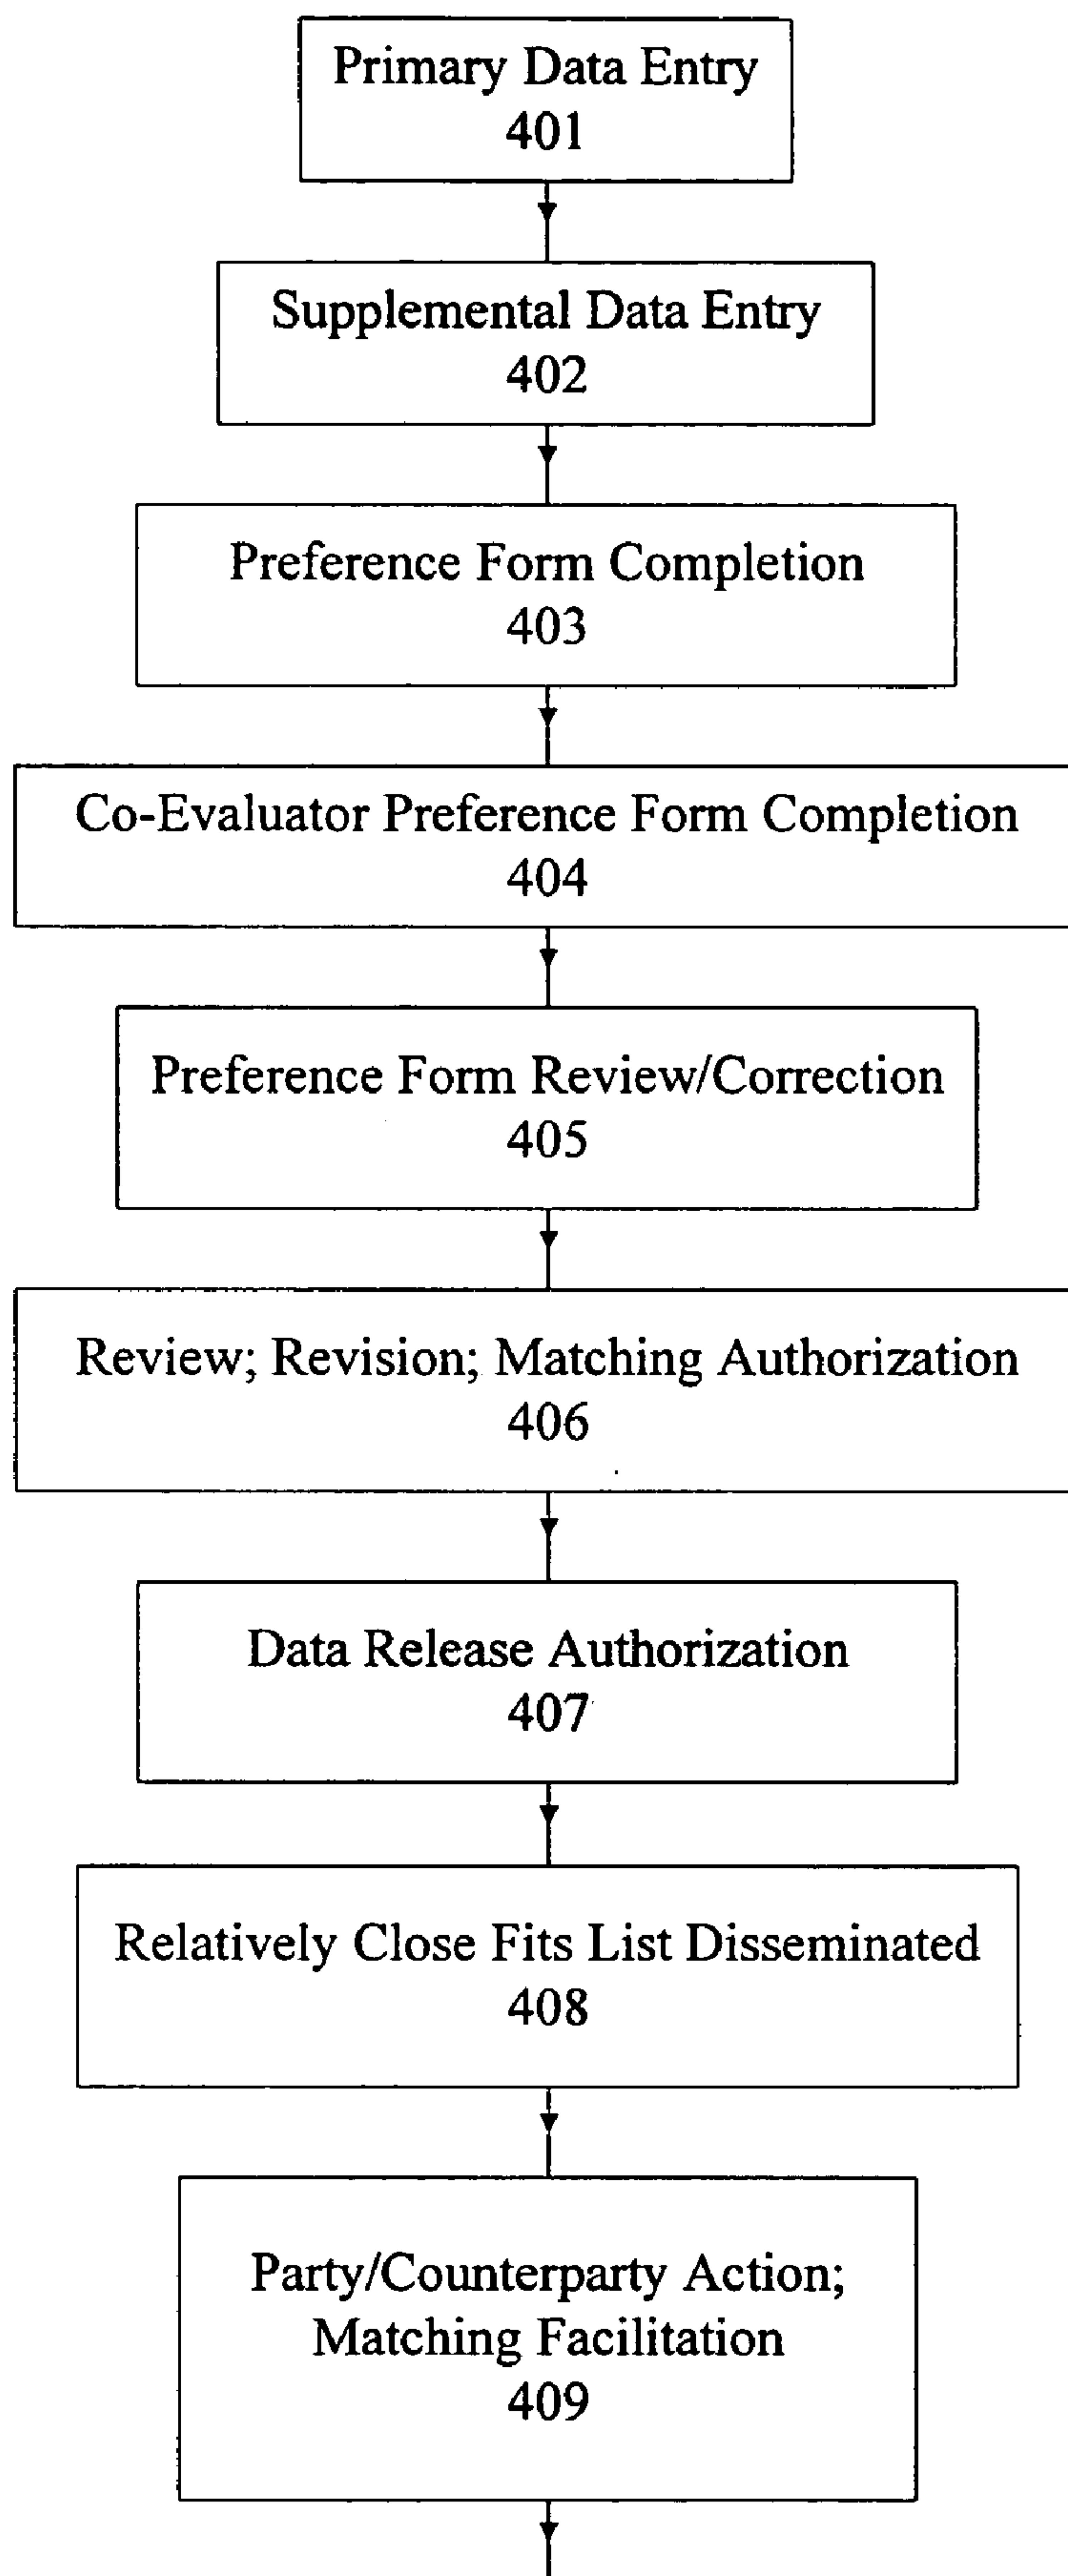 Primary Data Entry
401
Supplemental Data Entry
402
Preference Form Completion
403
Co-Evaluator Preference Form Completion
404
Preference Form Review/Correction
405
Review; Revision; Matching Authorization
406
Data Release Authorization
407
Relatively Close Fits List Disseminated
408
Party/Counterparty Action;
Matching Facilitation
409